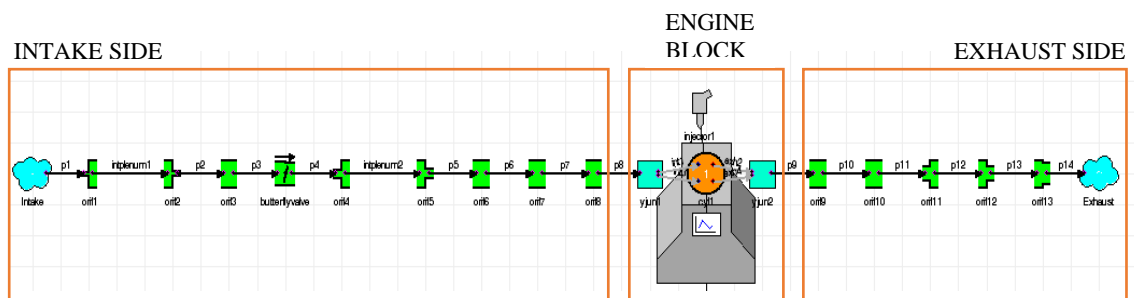 ENGINE
BLOCK
INTAKE SIDE
EXHAUST SIDE
injector1
p1 intplenum1 p2 p3 p4 intplenum2 p5 p6 p7 p8 1 p9 p10 p11 p12 p13 p14
Intake orif1 orif2 orif3 butterflyvalve orif4 orif5 orif6 orif7 orif8 yjun1 cyl1 yjun2 orif9 orif10 orif11 orif12 orif13 Exhaust